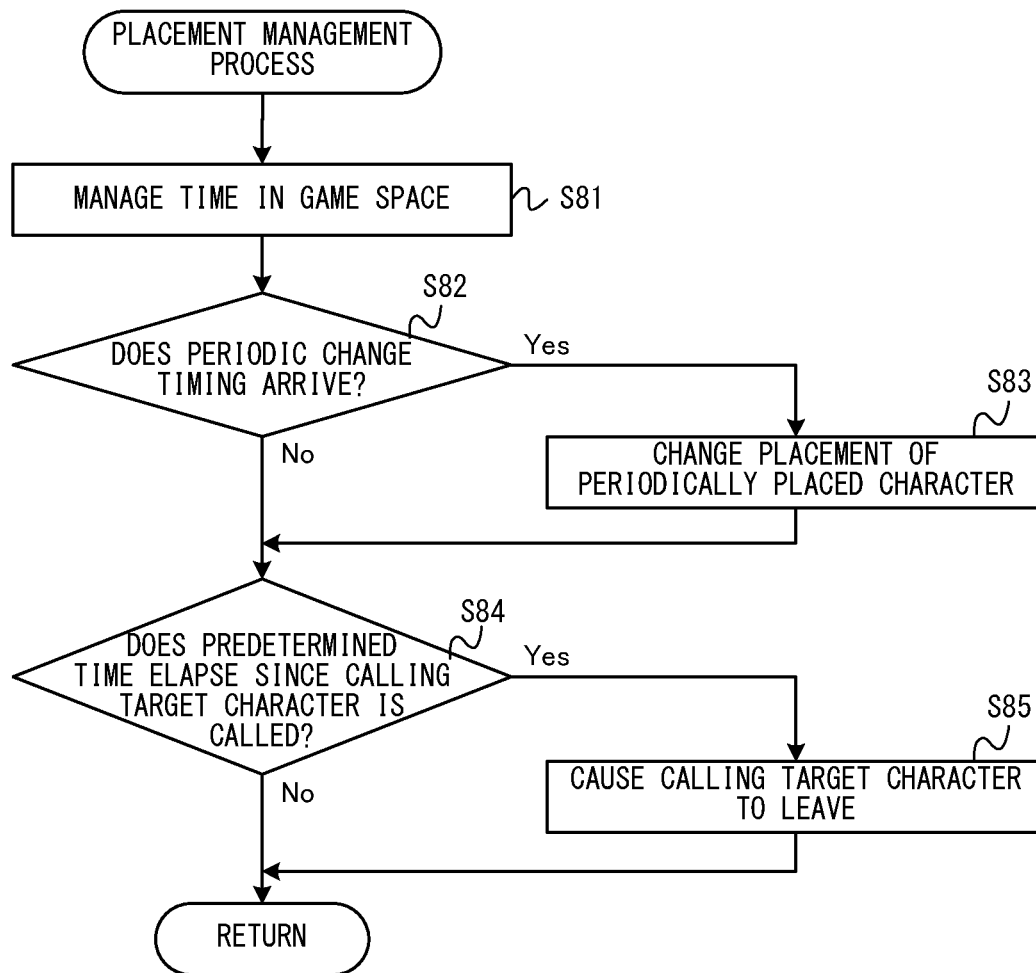 PLACEMENT MANAGEMENT
PROCESS
MANAGE TIME IN GAME SPACE
S81
S82
DOES PERIODIC CHANGE
TIMING ARRIVE?
Yes
No
S83
CHANGE PLACEMENT OF
PERIODICALLY PLACED CHARACTER
S84
DOES PREDETERMINED
TIME ELAPSE SINCE CALLING
TARGET CHARACTER IS
CALLED?
Yes
No
S85
CAUSE CALLING TARGET CHARACTER
TO LEAVE
RETURN